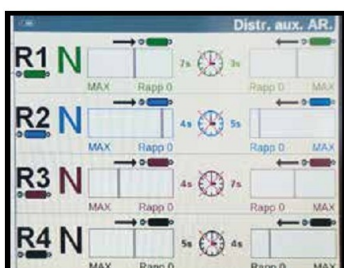 Distr. aux. AR.
R1 N 7s 3s
MAX Rapp 0 Rapp 0 MAX
R2 N 4s 5s
MAX Rapp 0 Rapp 0 MAX
R3 N 4s 7s
MAX Rapp 0 Rapp 0 MAX
R4 N 5s 4s
MAX Rapp 0 Rapp 0 MAX